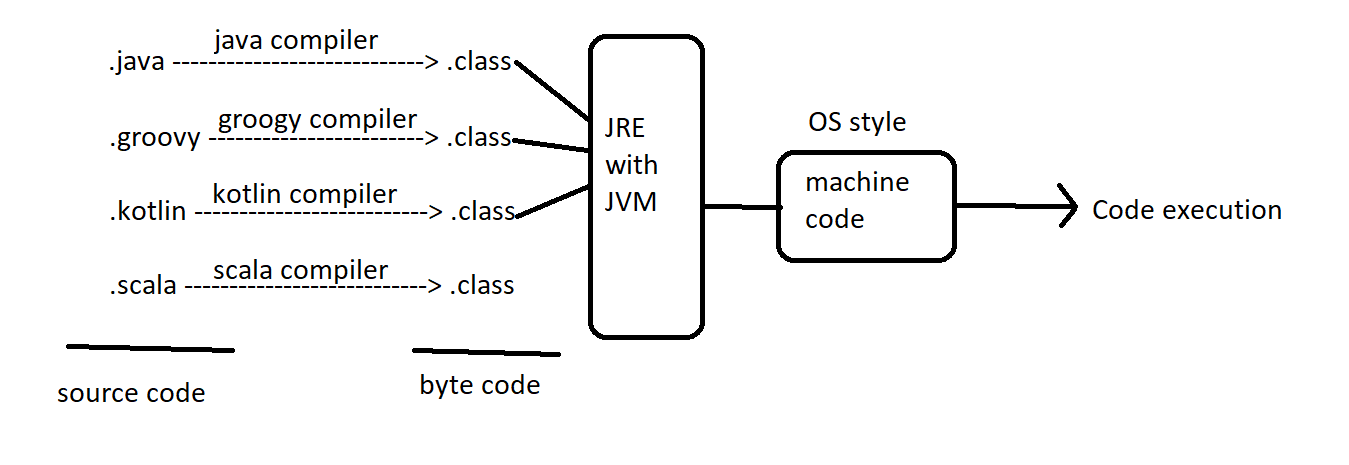 java compiler
.java ----------------------------> .class
groogy compiler
.groovy ------------------------> .class
kotlin compiler
.kotlin --------------------------> .class
scala compiler
.scala ---------------------------> .class
source code
byte code
JRE
with
JVM
OS style
machine
code
Code execution